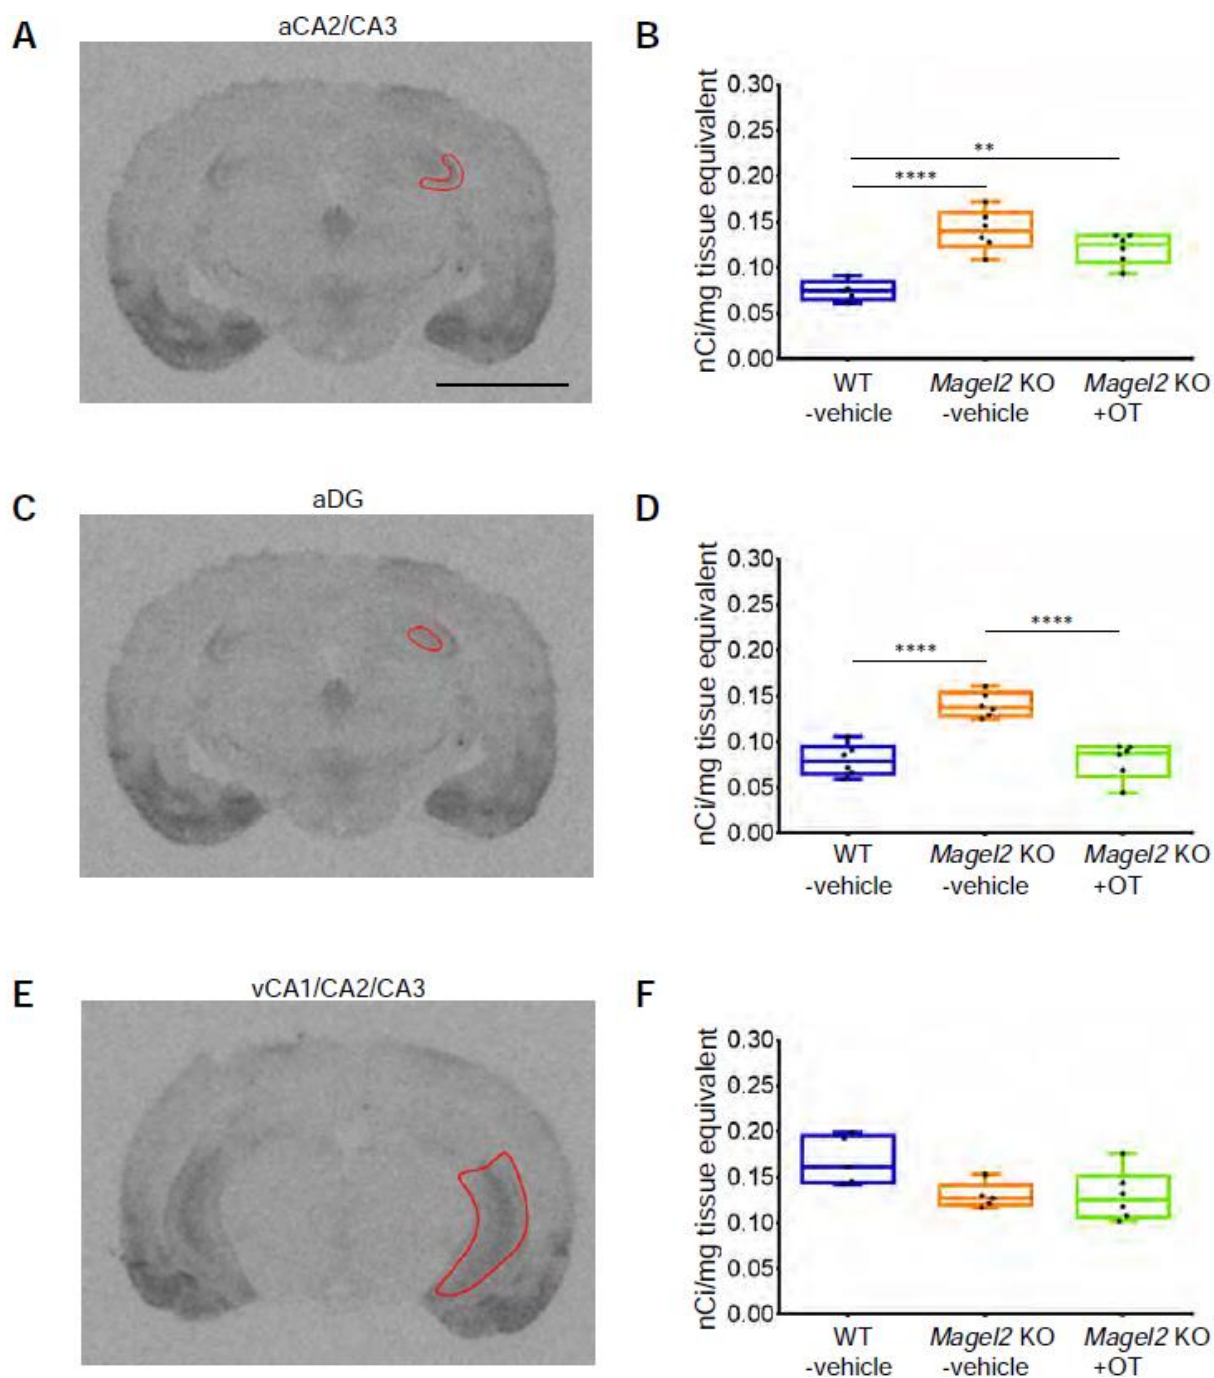 A
aCA2/CA3
B
nCi/mg tissue equivalent
0.30
0.25
0.20
0.15
0.10
0.05
0.00
**
****
WT
-vehicle
Magel2 KO
-vehicle
Magel2 KO
+OT
C
aDG
D
nCi/mg tissue equivalent
0.30
0.25
0.20
0.15
0.10
0.05
0.00
****
****
WT
-vehicle
Magel2 KO
-vehicle
Magel2 KO
+OT
E
vCA1/CA2/CA3
F
nCi/mg tissue equivalent
0.30
0.25
0.20
0.15
0.10
0.05
0.00
WT
-vehicle
Magel2 KO
-vehicle
Magel2 KO
+OT